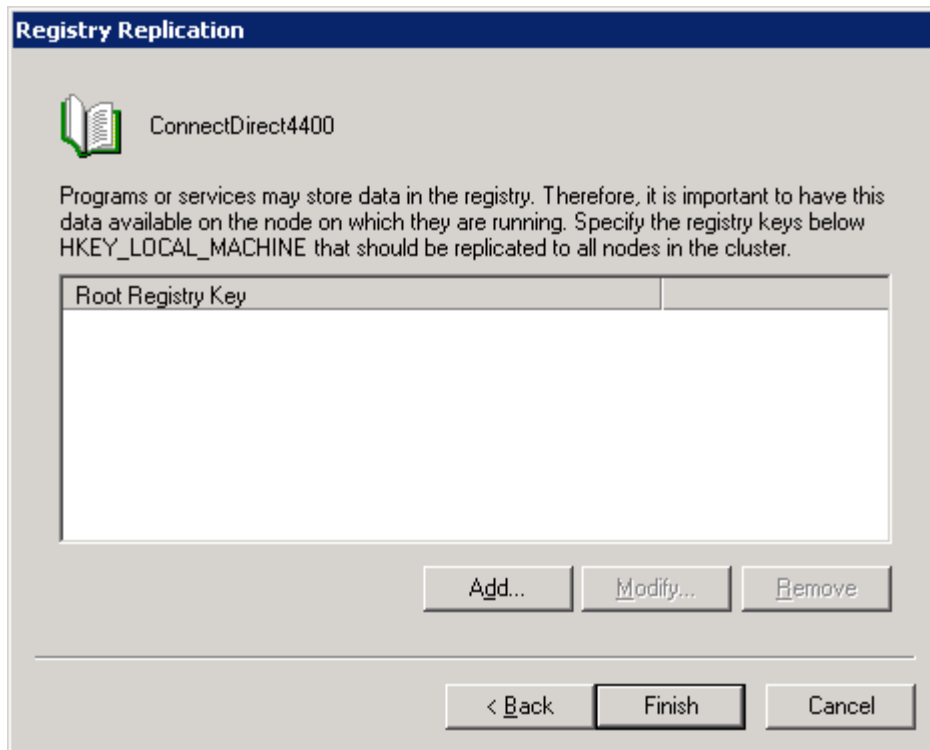 Registry Replication
ConnectDirect4400
Programs or services may store data in the registry. Therefore, it is important to have this
data available on the node on which they are running. Specify the registry keys below
HKEY_LOCAL_MACHINE that should be replicated to all nodes in the cluster.
Root Registry Key
Add... Modify... Remove
< Back Finish Cancel